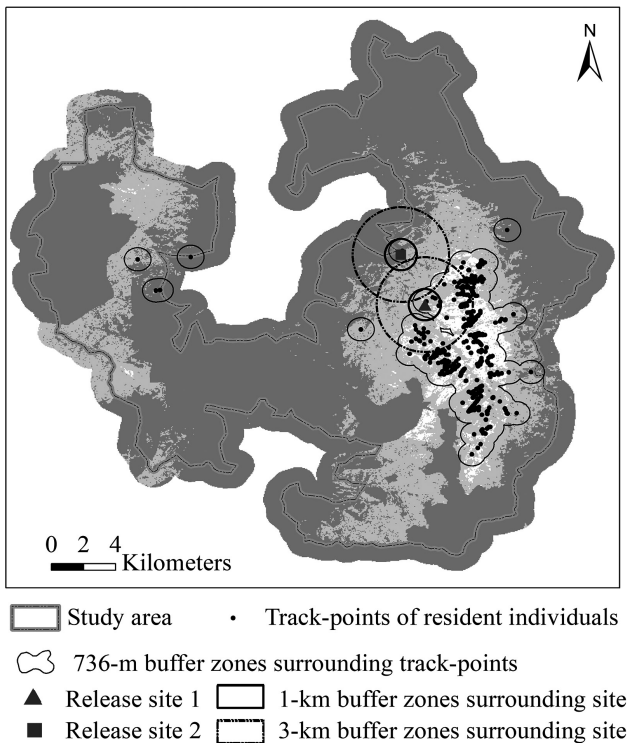 N
0 2 4
Kilometers
Study area
Track-points of resident individuals
736-m buffer zones surrounding track-points
Release site 1
1-km buffer zones surrounding site
Release site 2
3-km buffer zones surrounding site